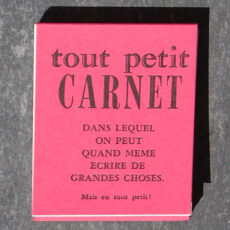 tout petit
CARNET
DANS LEQUEL
ON PEUT
QUAND MEME
ECRIRE DE
GRANDES CHOSES.
Mais en tout petit!